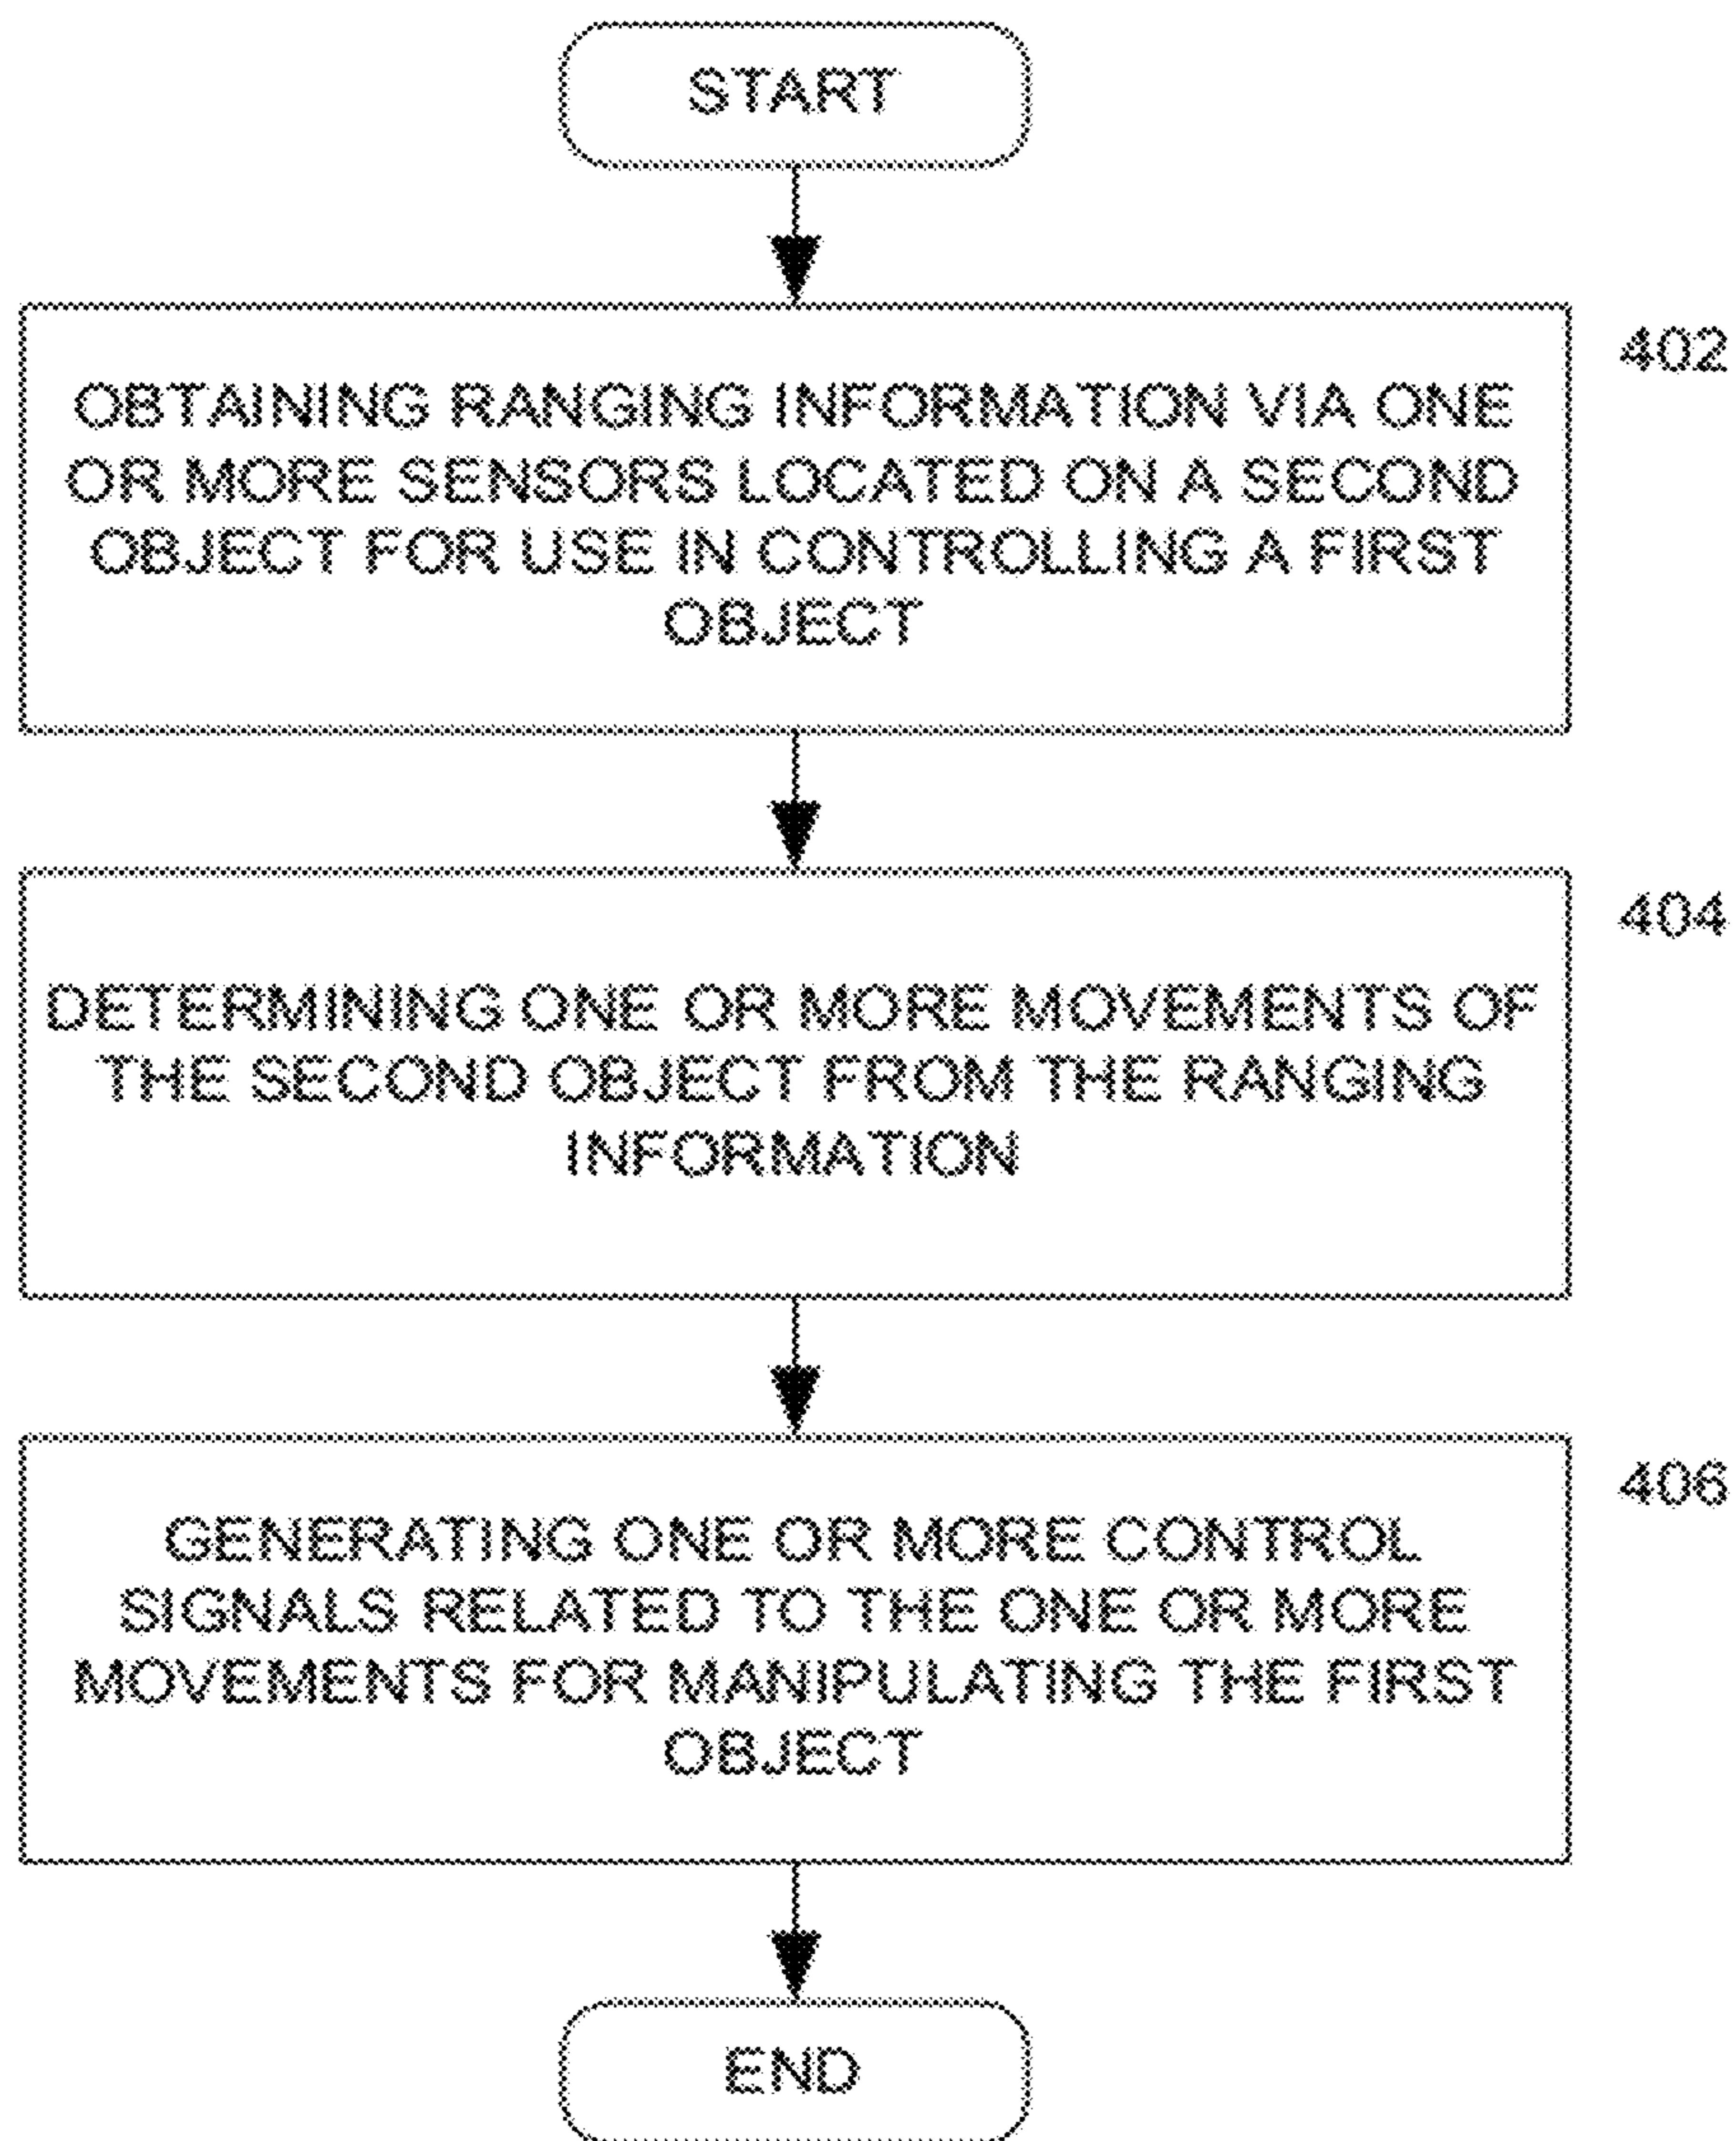 START
402
OBTAINING RANGING INFORMATION VIA ONE
OR MORE SENSORS LOCATED ON A SECOND
OBJECT FOR USE IN CONTROLLING A FIRST
OBJECT
404
DETERMINING ONE OR MORE MOVEMENTS OF
THE SECOND OBJECT FROM THE RANGING
INFORMATION
406
GENERATING ONE OR MORE CONTROL
SIGNALS RELATED TO THE ONE OR MORE
MOVEMENTS FOR MANIPULATING THE FIRST
OBJECT
END